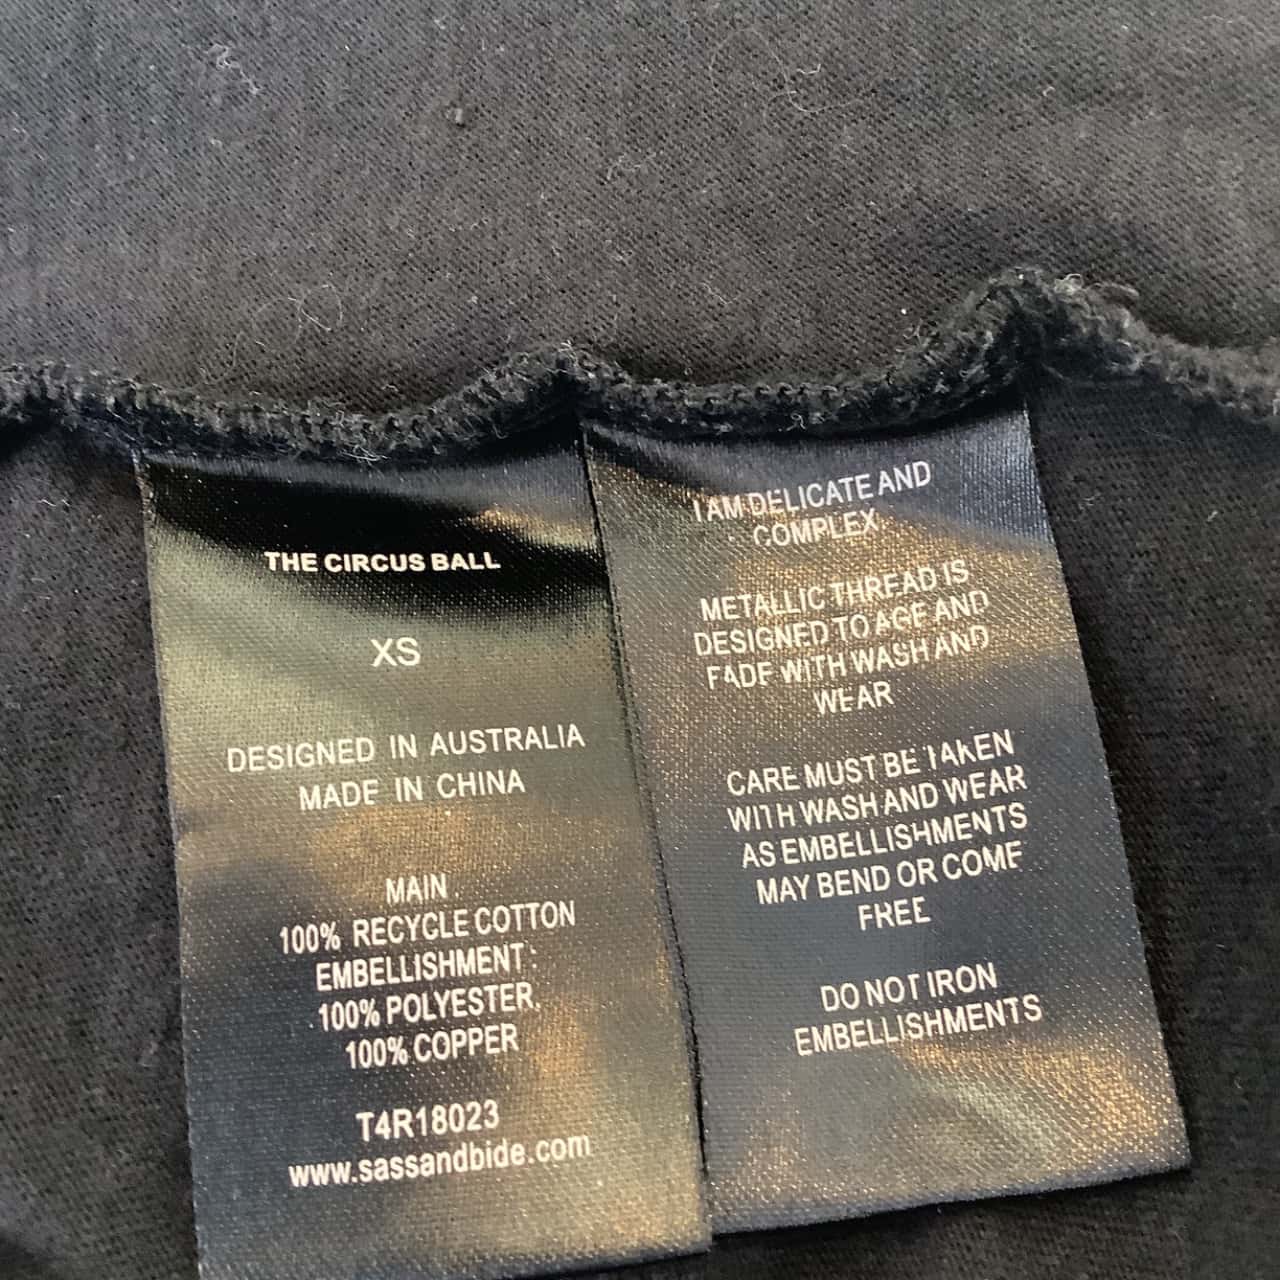 THE CIRCUS BALL
XS
DESIGNED IN AUSTRALIA
MADE IN CHINA
MAIN
100% RECYCLE COTTON
EMBELLISHMENT:
100% POLYESTER,
100% COPPER
T4R18023
www.sassandbide.com
I AM DELICATE AND
COMPLEX.
METALLIC THREAD IS
DESIGNED TO AGE AND
FADE WITH WASH AND
WEAR
CARE MUST BE TAKEN
WITH WASH AND WEAR
AS EMBELLISHMENTS
MAY BEND OR COME
FREE
DO NOT IRON
EMBELLISHMENTS